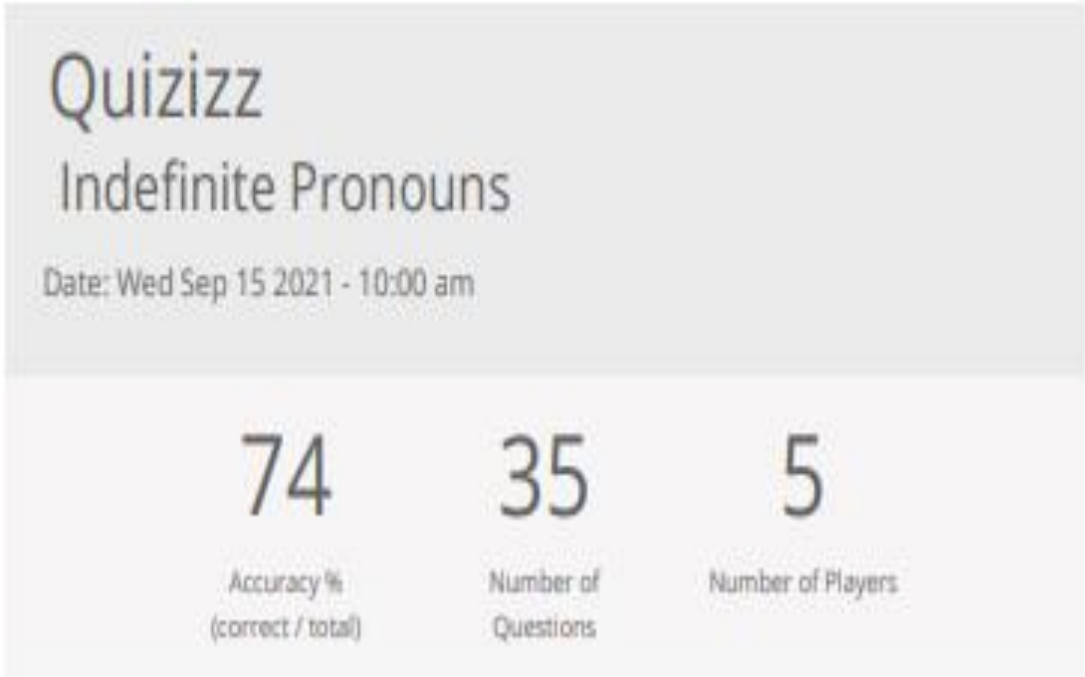 Quizizz
Indefinite Pronouns
Date: Wed Sep 15 2021 - 10:00 am
74 35 5
Accuracy % Number of Number of Players
(correct / total) Questions